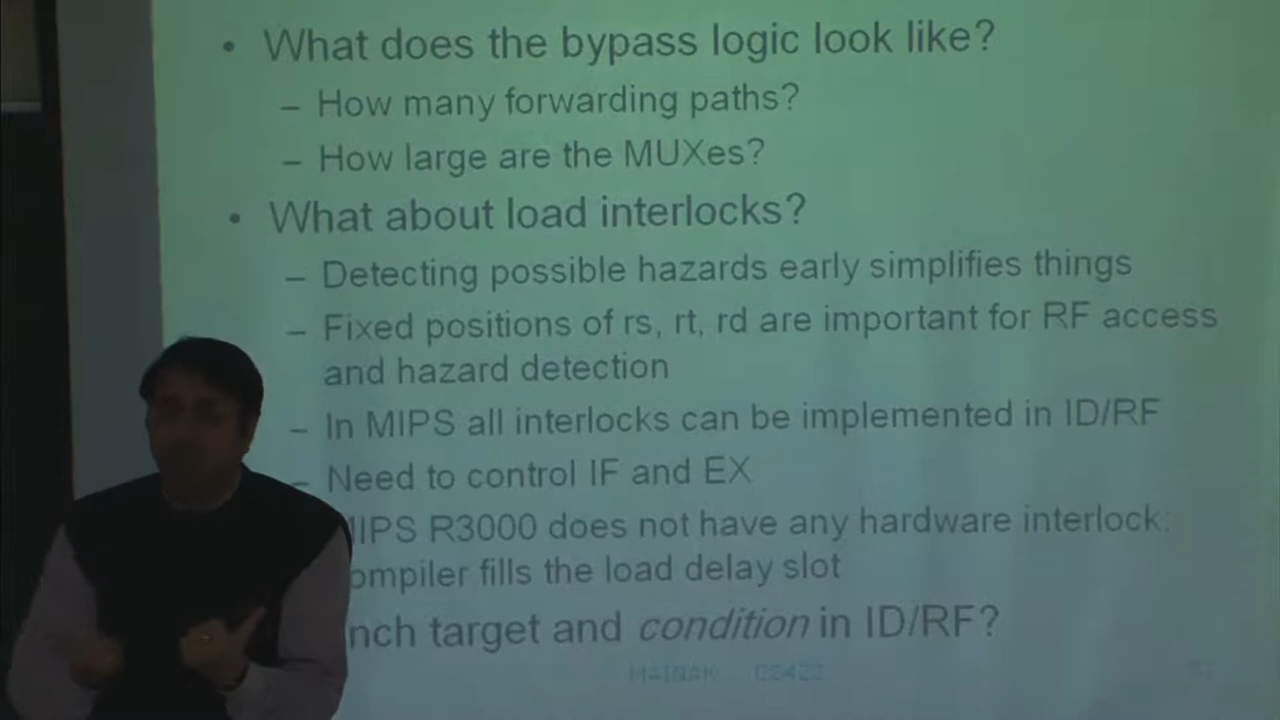 • What does the bypass logic look like?
– How many forwarding paths?
– How large are the MUXes?
• What about load interlocks?
– Detecting possible hazards early simplifies things
– Fixed positions of rs, rt, rd are important for RF access
and hazard detection
– In MIPS all interlocks can be implemented in ID/RF
– Need to control IF and EX
IPS R3000 does not have any hardware interlock:
ompiler fills the load delay slot
nch target and condition in ID/RF?
MAINAK CS422